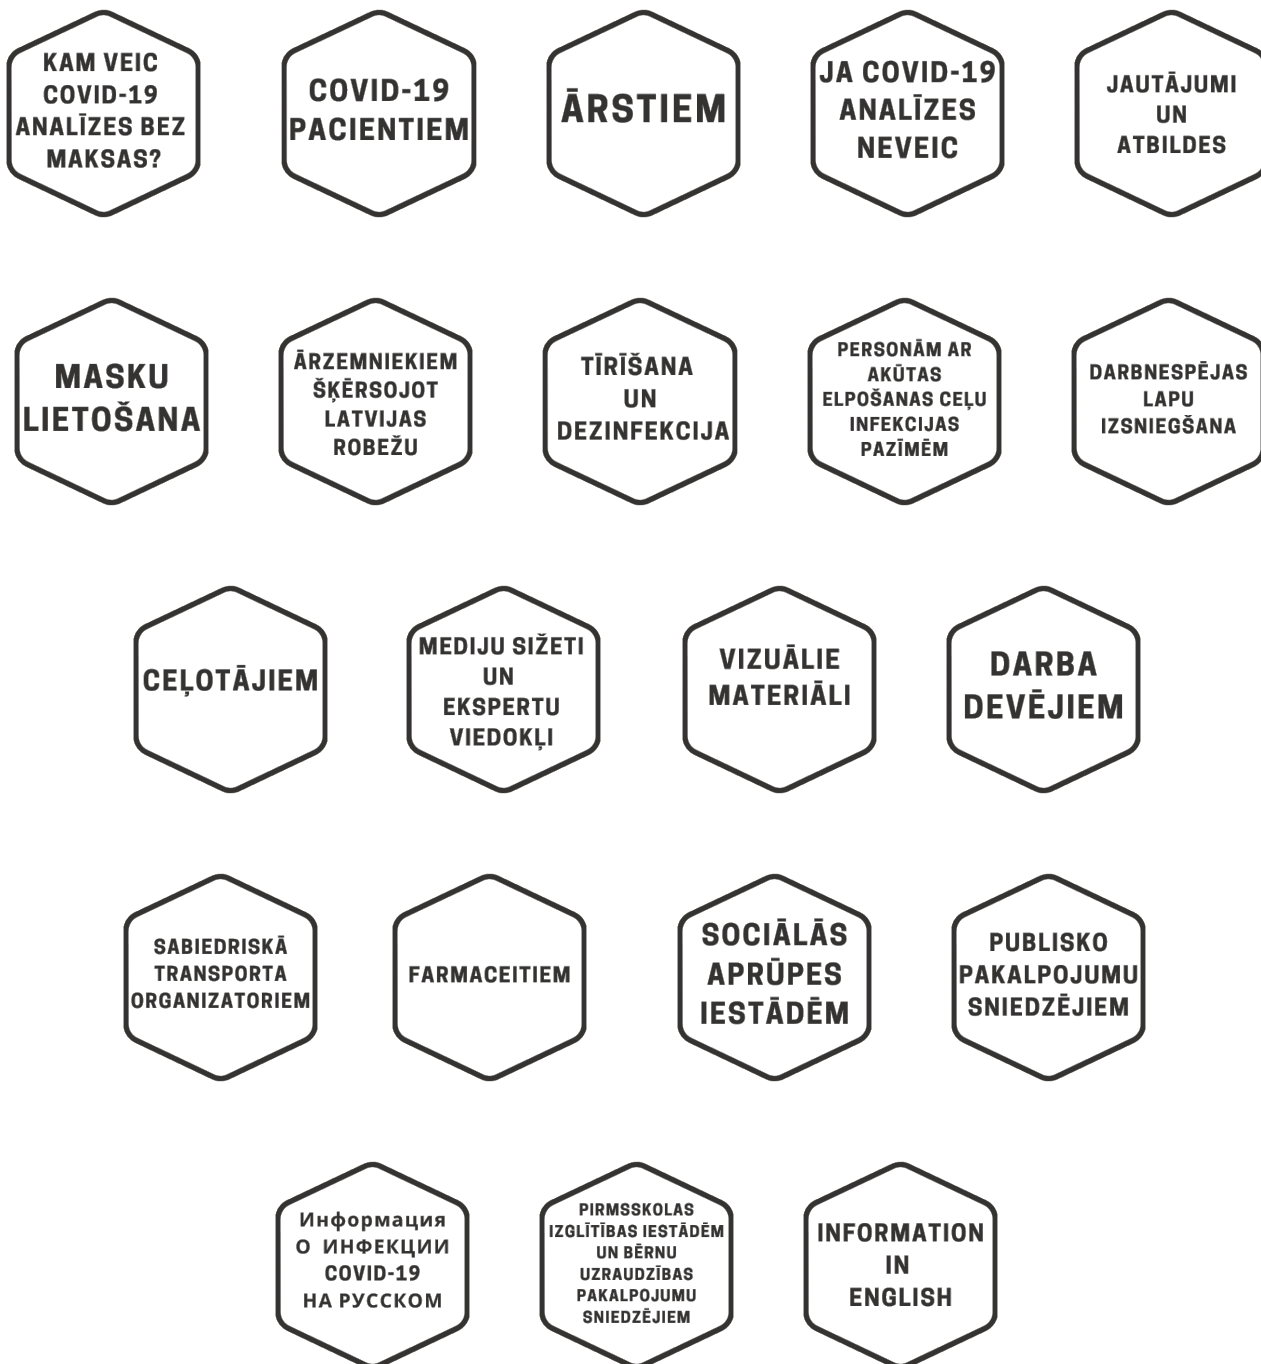 KAM VEIC
COVID-19
ANALĪZES BEZ
MAKSAS?
COVID-19
PACIENTIEM
ĀRSTIEM
JA COVID-19
ANALĪZES
NEVEIC
JAUTĀJUMI
UN
ATBILDES
MASKU
LIETOŠANA
ĀRZEMNIEKIEM
ŠĶĒRSOJOT
LATVIJAS
ROBEŽU
TĪRĪŠANA
UN
DEZINFEKCIJA
PERSONĀM AR
AKŪTAS
ELPOŠANAS CEĻU
INFEKCIJAS
PAZĪMĒM
DARBNESPĒJAS
LAPU
IZSNIEGŠANA
CEĻOTĀJIEM
MEDIJU SIŽETI
UN
EKSPERTU
VIEDOKĻI
VIZUĀLIE
MATERIĀLI
DARBA
DEVĒJIEM
SABIEDRISKĀ
TRANSPORTA
ORGANIZATORIEM
FARMACEITIEM
SOCIĀLĀS
APRŪPES
IESTĀDĒM
PUBLISKO
PAKALPOJUMU
SNIEDZĒJIEM
Информация
О ИНФЕКЦИИ
COVID-19
НА РУССКОМ
PIRMSSKOLAS
IZGLĪTĪBAS IESTĀDĒM
UN BĒRNU
UZRAUDZĪBAS
PAKALPOJUMU
SNIEDZĒJIEM
INFORMATION
IN
ENGLISH